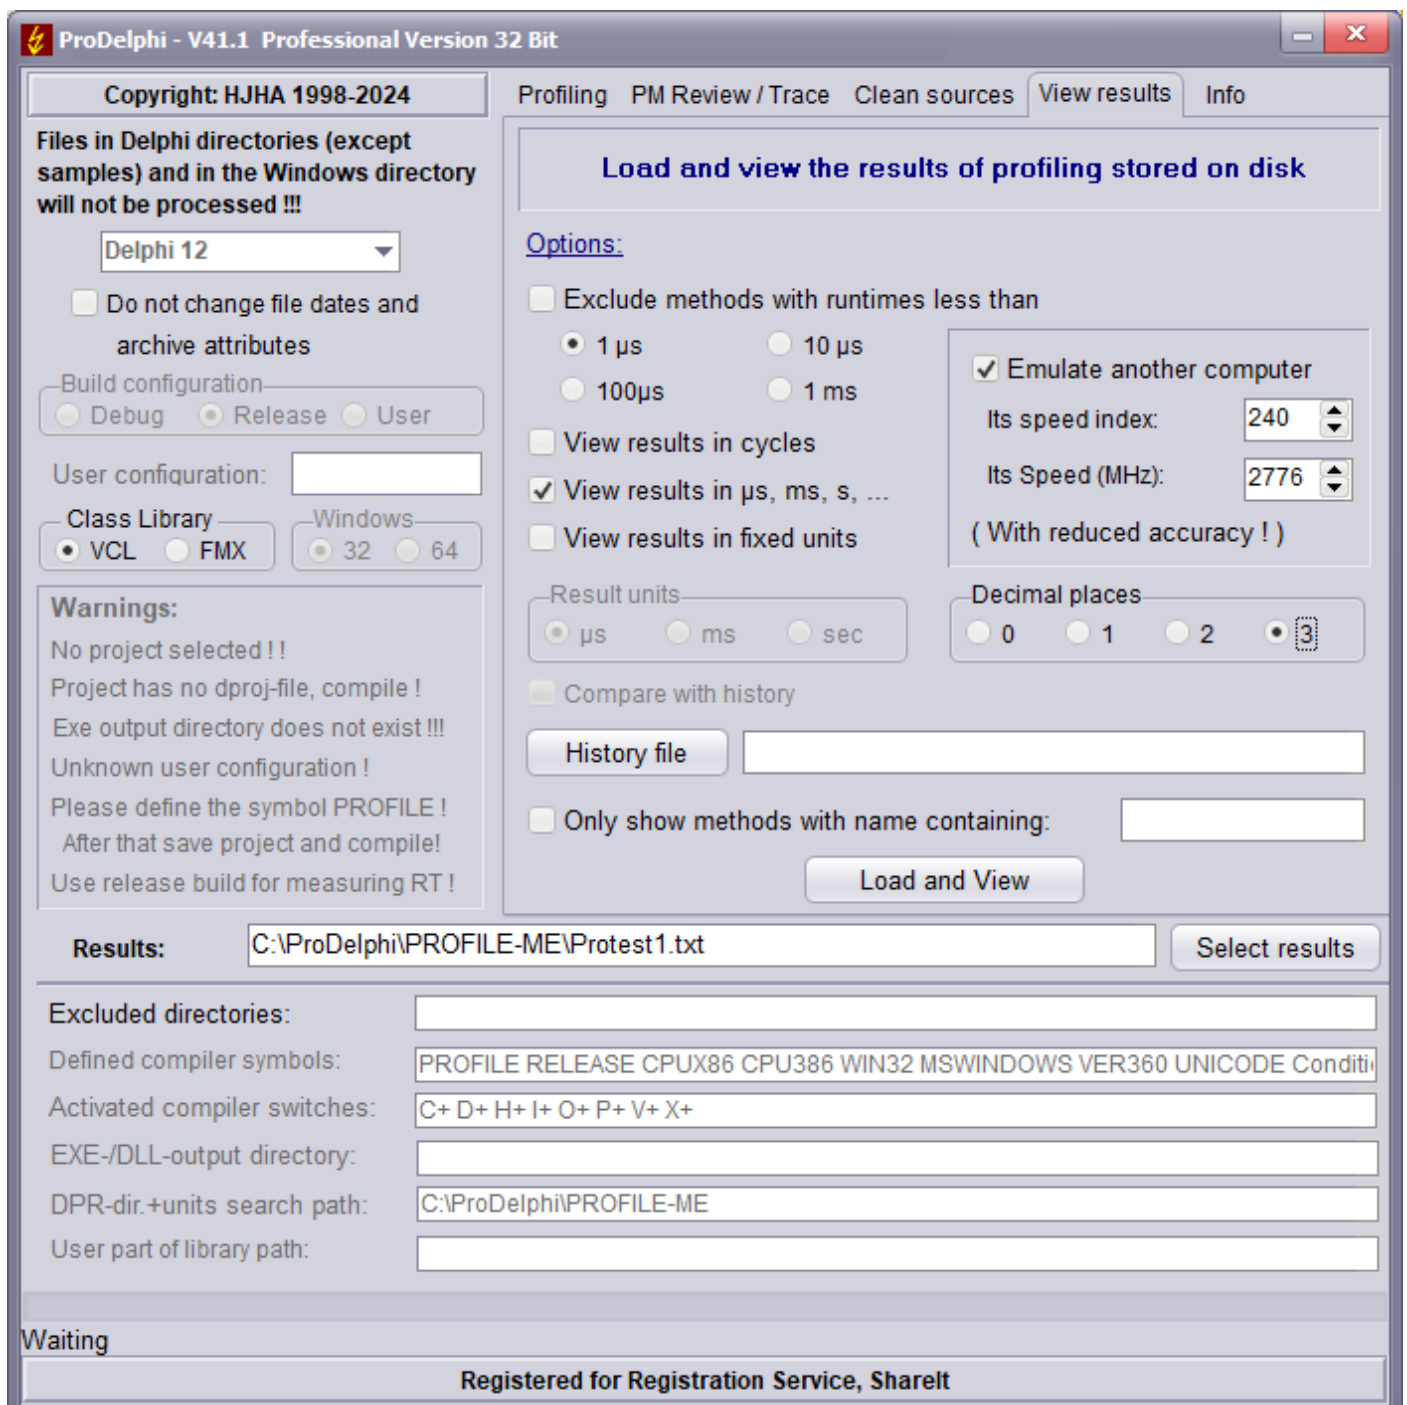 ProDelphi - V41.1 Professional Version 32 Bit
Copyright: HJHA 1998-2024
Files in Delphi directories (except
samples) and in the Windows directory
will not be processed !!!
Delphi 12
Do not change file dates and
archive attributes
Build configuration
Debug Release User
User configuration:
Class Library
VCL FMX
Windows
32 64
Warnings:
No project selected ! !
Project has no dproj-file, compile !
Exe output directory does not exist !!!
Unknown user configuration !
Please define the symbol PROFILE !
After that save project and compile!
Use release build for measuring RT !
Profiling PM Review / Trace Clean sources View results Info
Load and view the results of profiling stored on disk
Options:
Exclude methods with runtimes less than
1 µs 10 µs
100µs 1 ms
View results in cycles
View results in µs, ms, s, ...
View results in fixed units
Emulate another computer
Its speed index: 240
Its Speed (MHz): 2776
( With reduced accuracy ! )
Result units
µs ms sec
Decimal places
0 1 2 3
Compare with history
History file
Only show methods with name containing:
Load and View
Results: C:\ProDelphi\PROFILE-ME\Protest1.txt Select results
Excluded directories:
Defined compiler symbols: PROFILE RELEASE CPUX86 CPU386 WIN32 MSWINDOWS VER360 UNICODE Conditi
Activated compiler switches: C+ D+ H+ I+ O+ P+ V+ X+
EXE-/DLL-output directory:
DPR-dir.+units search path: C:\ProDelphi\PROFILE-ME
User part of library path:
Waiting
Registered for Registration Service, ShareIt